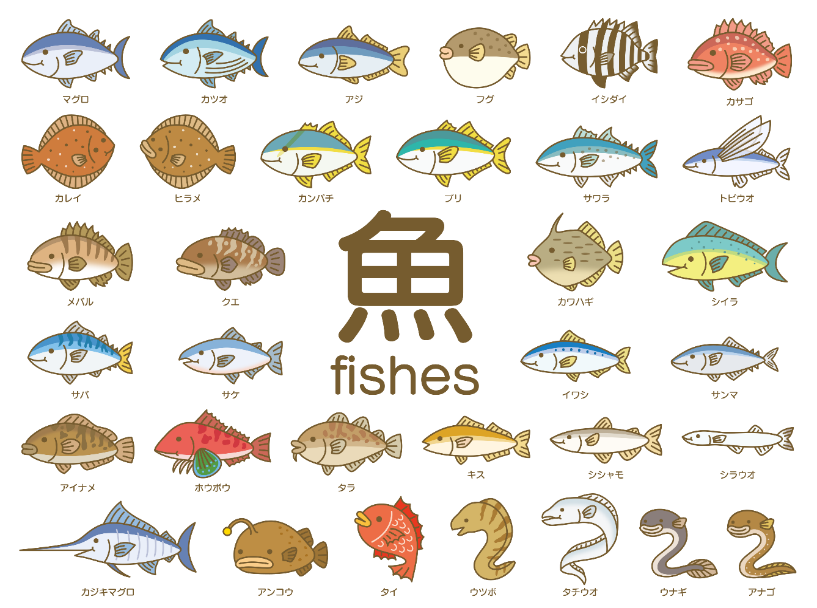 マグロ
カツオ
アジ
フグ
イシダイ
カサゴ
カレイ
ヒラメ
カンパチ
ブリ
サワラ
トビウオ
メバル
クエ
魚
カワハギ
シイラ
サバ
サケ
fishes
イワシ
サンマ
アイナメ
ホウボウ
タラ
キス
シシャモ
シラウオ
カジキマグロ
アンコウ
タイ
ウツボ
タチウオ
ウナギ
アナゴ